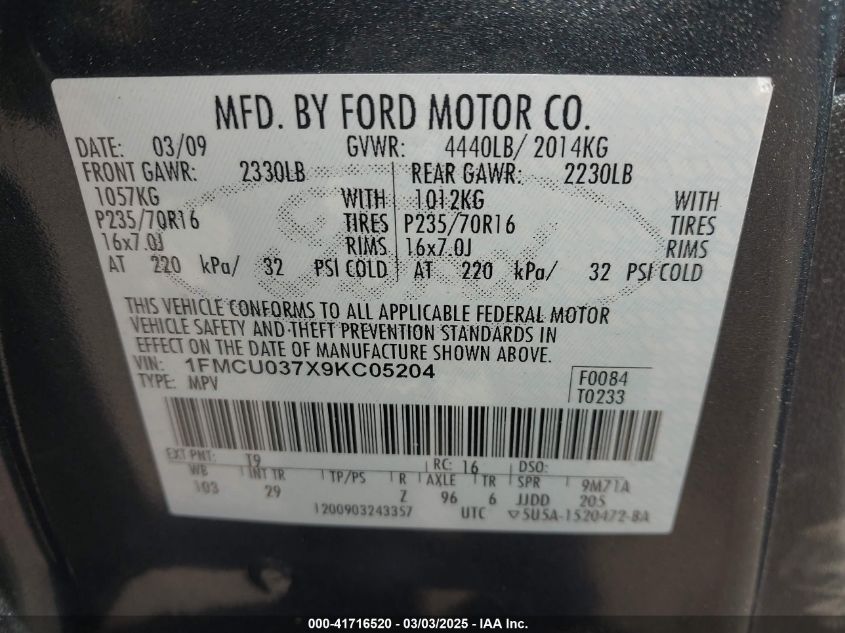 MFD. BY FORD MOTOR CO.
DATE: 03/09 GVWR: 4440LB/ 2014KG
FRONT GAWR: 2330LB REAR GAWR: 2230LB
1057KG WITH 1012KG WITH
P235/70R16 TIRES P235/70R16 TIRES
16x7.0J RIMS 16x7.0J RIMS
AT 220 kPa/ 32 PSI COLD AT 220 kPa/ 32 PSI COLD
THIS VEHICLE CONFORMS TO ALL APPLICABLE FEDERAL MOTOR
VEHICLE SAFETY AND THEFT PREVENTION STANDARDS IN
EFFECT ON THE DATE OF MANUFACTURE SHOWN ABOVE.
VIN: 1FMCU037X9KC05204
TYPE: MPV
F0084
T0233
EXT PNT: T9 RC: 16 DSO:
WB INT TR TP/PS R AXLE TR SPR 9M71A
103 29 Z 96 6 JJDD 205
1200903243357 UTC ▽5U5A-1520472-BA
000-41716520 - 03/03/2025 - IAA Inc.